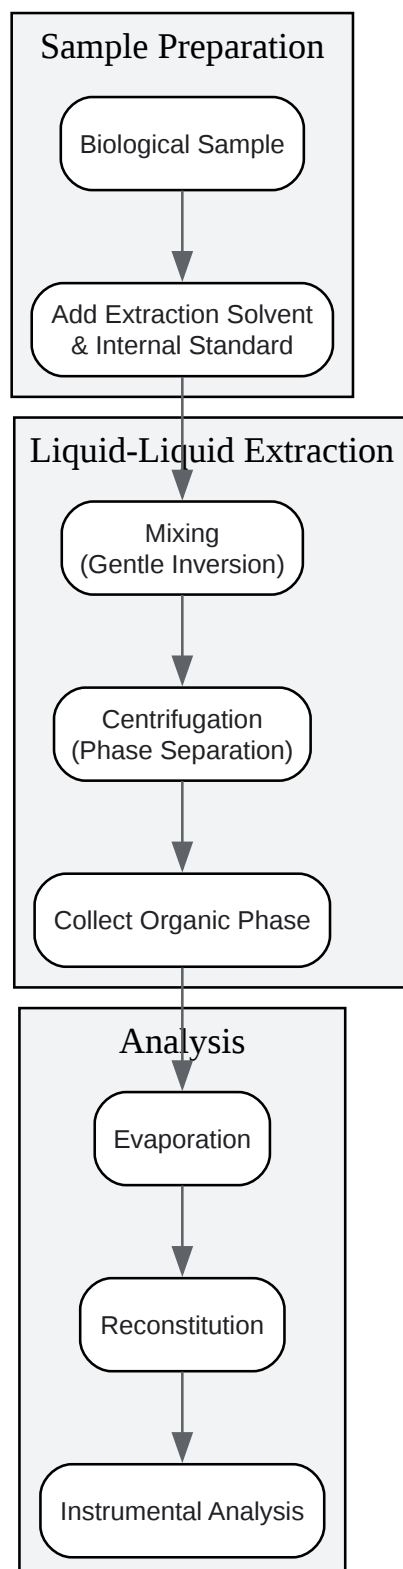 Sample Preparation
Biological Sample
Add Extraction Solvent
& Internal Standard
Liquid-Liquid Extraction
Mixing
(Gentle Inversion)
Centrifugation
(Phase Separation)
Collect Organic Phase
Analysis
Evaporation
Reconstitution
Instrumental Analysis